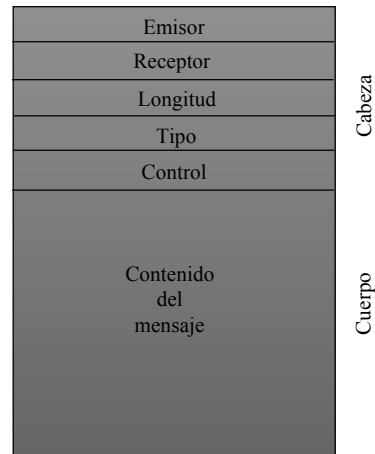 Emisor
Receptor
Longitud
Tipo
Control
Contenido
del
mensaje
Cabeza
Cuerpo